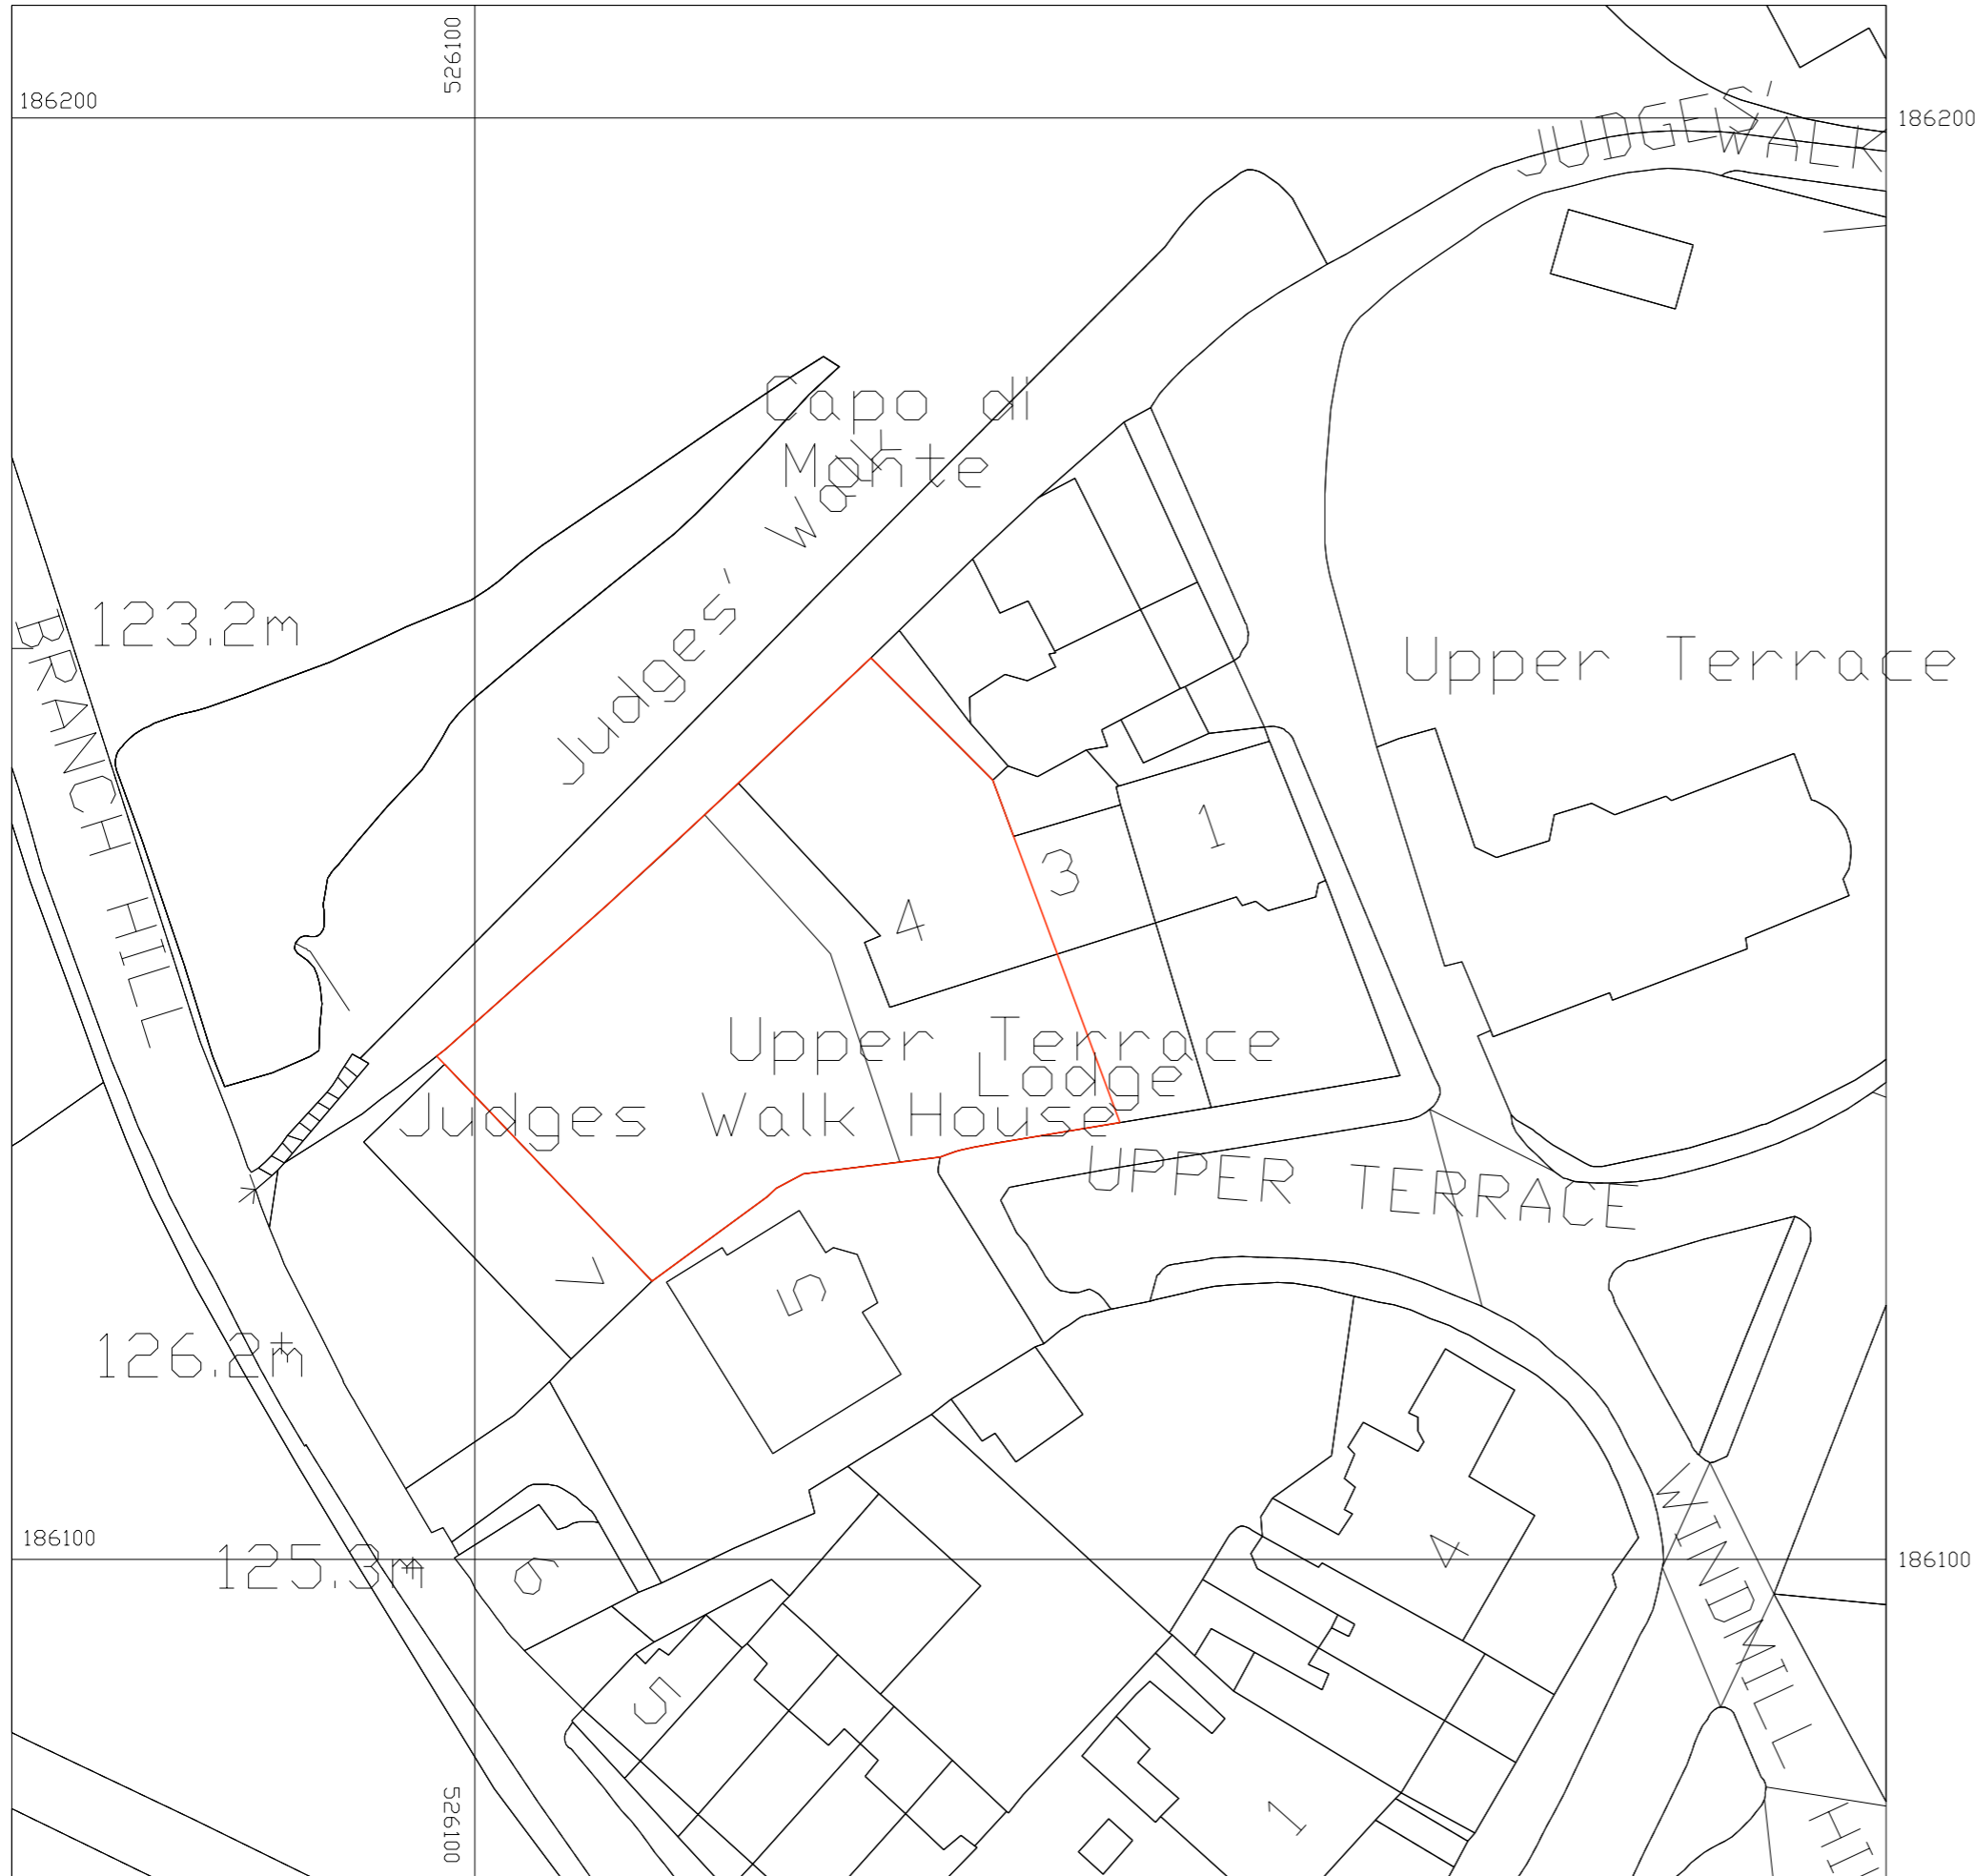 526100
186200
186200
JUDGES'
WALK
Capo di
Monte
Judges' Walk
123.2m
BRANCH HILL
Upper Terrace
1
3
4
Upper Terrace
Lodge
Judges Walk House
UPPER TERRACE
7
5
126.2m
186100
186100
125.3m
6
4
WINDMILL
5
1
526100